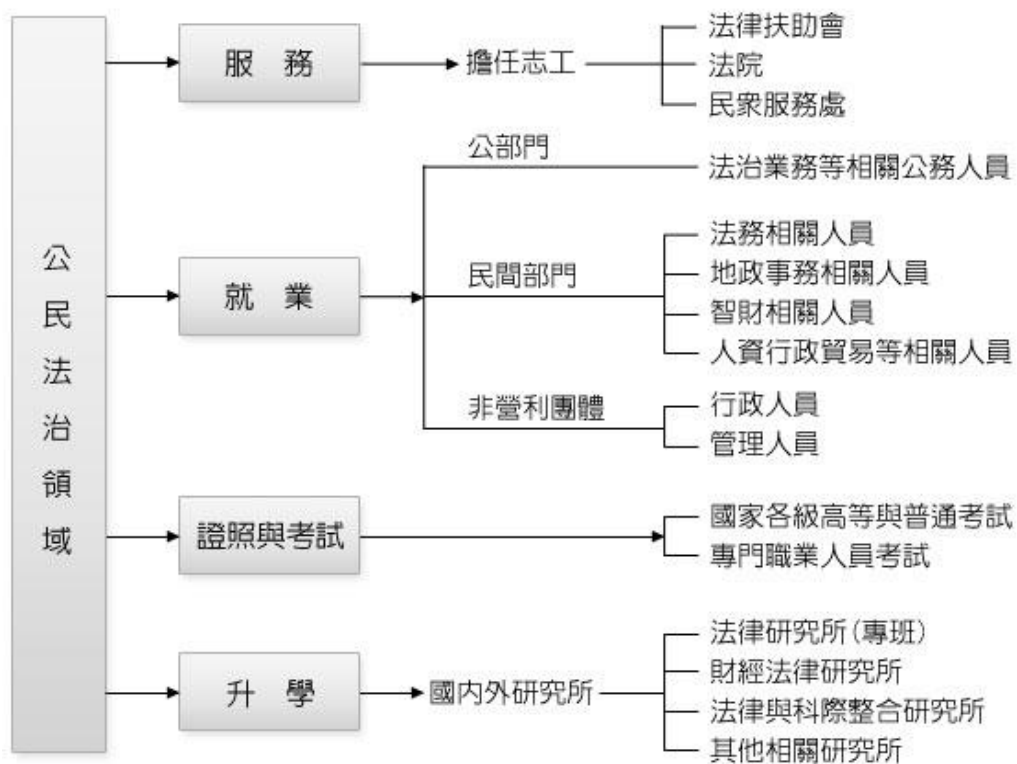 公民法治領域
服 務
擔任志工
法律扶助會
法院
民眾服務處
就 業
公部門
法治業務等相關公務人員
民間部門
法務相關人員
地政事務相關人員
智財相關人員
人資行政貿易等相關人員
非營利團體
行政人員
管理人員
證照與考試
國家各級高等與普通考試
專門職業人員考試
升 學
國內外研究所
法律研究所(專班)
財經法律研究所
法律與科際整合研究所
其他相關研究所